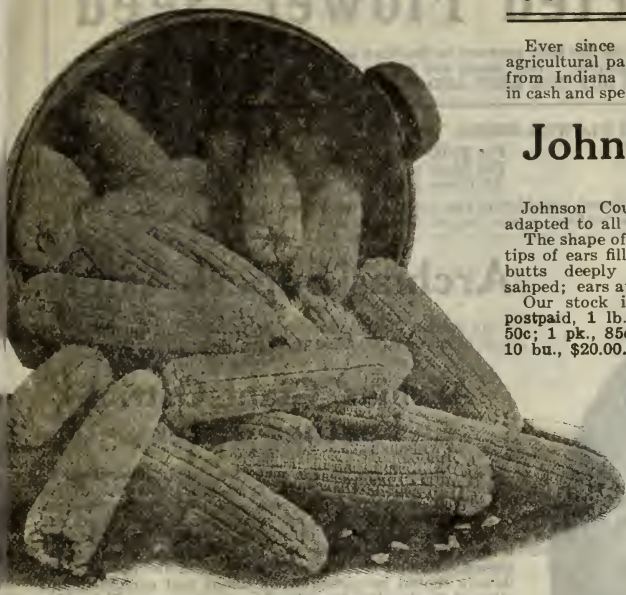 Ever since
agricultural pa
from Indiana
in cash and spe
John
Johnson Cou
adapted to all
The shape of
tips of ears fill
butts deeply
sahped; ears a
Our stock i
postpaid, 1 lb.
50c; 1 pk., 85c
10 bu., $20.00.